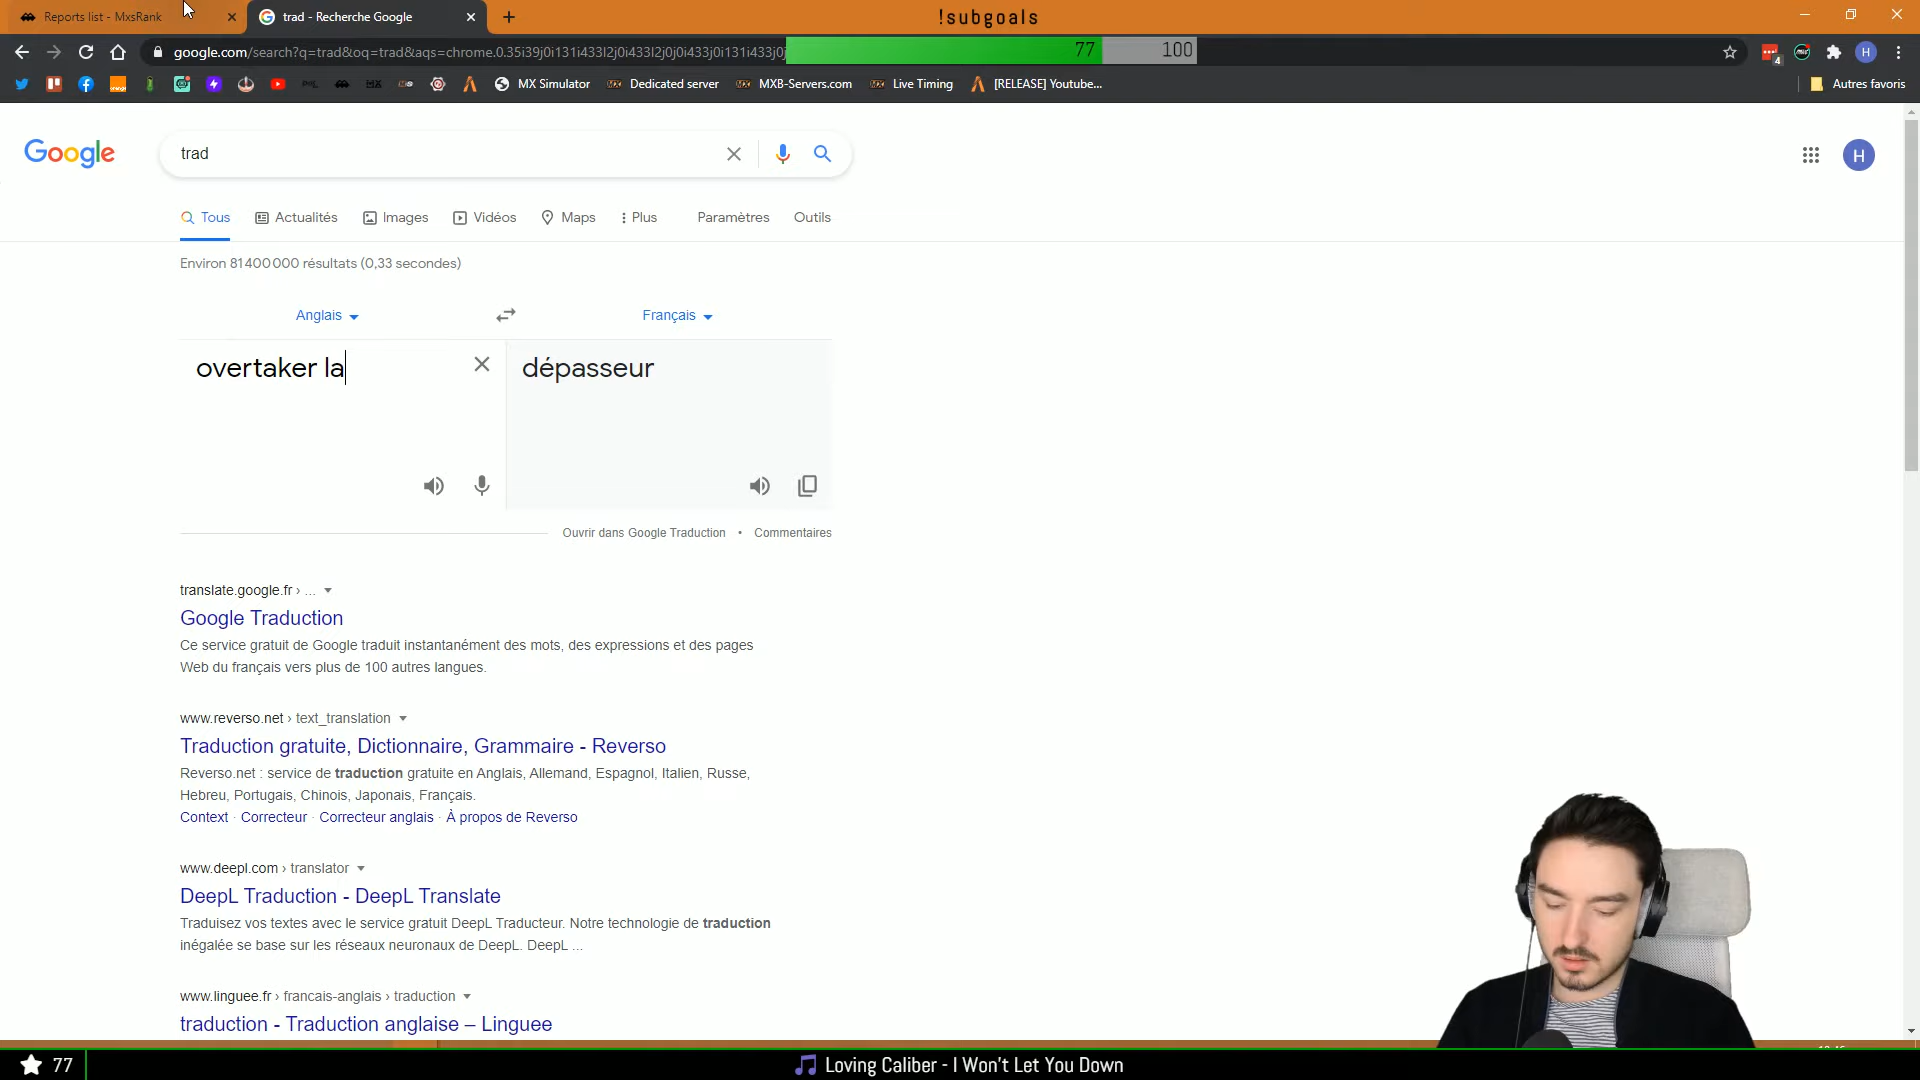 Reports list - MxsRank
trad - Recherche Google
!subgoals
google.com/search?q=trad&oq=trad&aqs=chrome.0.35i39j0i131i433l2j0i433l2j0j0i433j0i131i433j0j
77
100
4
H
MX Simulator
Dedicated server
MXB-Servers.com
Live Timing
[RELEASE] Youtube...
Autres favoris
Google
trad
H
Tous
Actualités
Images
Vidéos
Maps
Plus
Paramètres
Outils
Environ 81 400 000 résultats (0,33 secondes)
Anglais
Français
overtaker la
dépasseur
Ouvrir dans Google Traduction • Commentaires
translate.google.fr › ...
Google Traduction
Ce service gratuit de Google traduit instantanément des mots, des expressions et des pages
Web du français vers plus de 100 autres langues.
www.reverso.net › text_translation
Traduction gratuite, Dictionnaire, Grammaire - Reverso
Reverso.net : service de traduction gratuite en Anglais, Allemand, Espagnol, Italien, Russe,
Hebreu, Portugais, Chinois, Japonais, Français.
Context · Correcteur · Correcteur anglais · À propos de Reverso
www.deepl.com › translator
DeepL Traduction - DeepL Translate
Traduisez vos textes avec le service gratuit DeepL Traducteur. Notre technologie de traduction
inégalée se base sur les réseaux neuronaux de DeepL. DeepL ...
www.linguee.fr › francais-anglais › traduction
traduction - Traduction anglaise – Linguee
77
Loving Caliber - I Won't Let You Down